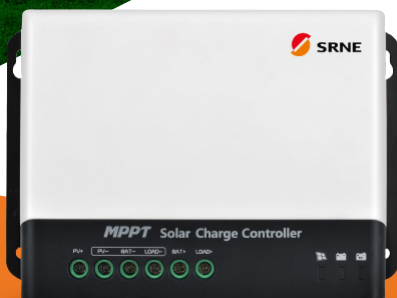 SRNE
MPPT Solar Charge Controller
PV+ PV− BAT− LOAD− BAT+ LOAD+